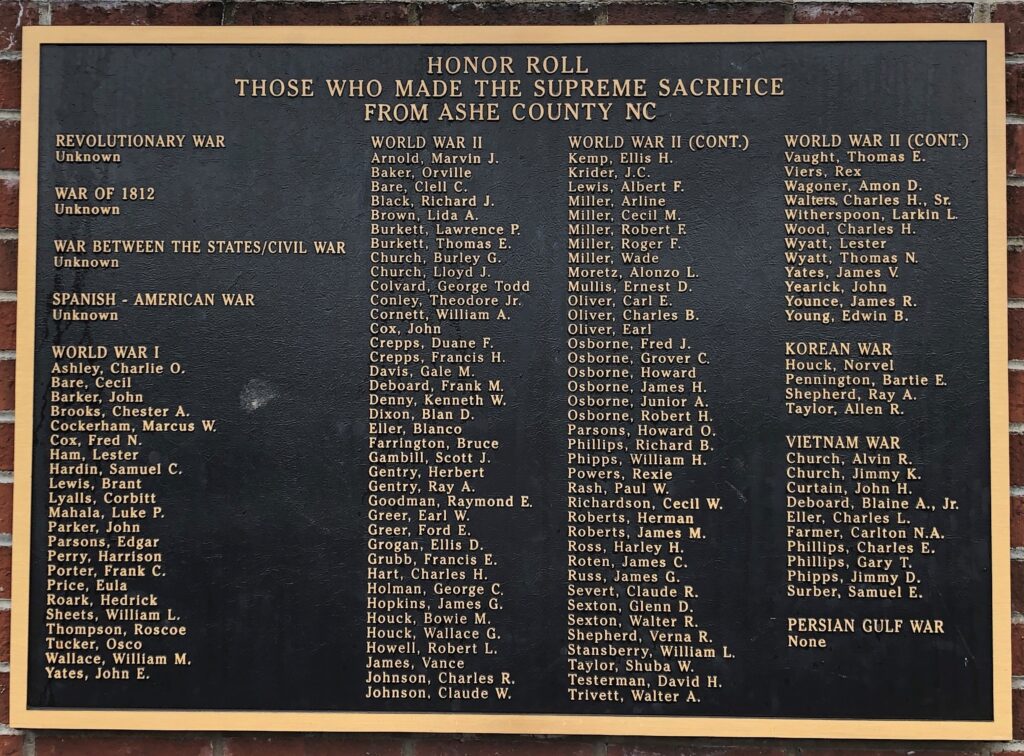 HONOR ROLL
THOSE WHO MADE THE SUPREME SACRIFICE
FROM ASHE COUNTY NC
REVOLUTIONARY WAR
Unknown
WAR OF 1812
Unknown
WAR BETWEEN THE STATES/CIVIL WAR
Unknown
SPANISH - AMERICAN WAR
Unknown
WORLD WAR I
Ashley, Charlie O.
Bare, Cecil
Barker, John
Brooks, Chester A.
Cockerham, Marcus W.
Cox, Fred N.
Ham, Lester
Hardin, Samuel C.
Lewis, Brant
Lyalls, Corbitt
Mahala, Luke P.
Parker, John
Parsons, Edgar
Perry, Harrison
Porter, Frank C.
Price, Eula
Roark, Hedrick
Sheets, William L.
Thompson, Roscoe
Tucker, Osco
Wallace, William M.
Yates, John E.
WORLD WAR II
Arnold, Marvin J.
Baker, Orville
Bare, Clell C.
Black, Richard J.
Brown, Lida A.
Burkett, Lawrence P.
Burkett, Thomas E.
Church, Burley G.
Church, Lloyd J.
Colvard, George Todd
Conley, Theodore Jr.
Cornett, William A.
Cox, John
Crepps, Duane F.
Crepps, Francis H.
Davis, Gale M.
Deboard, Frank M.
Denny, Kenneth W.
Dixon, Blan D.
Eller, Blanco
Farrington, Bruce
Gambill, Scott J.
Gentry, Herbert
Gentry, Ray A.
Goodman, Raymond E.
Greer, Earl W.
Greer, Ford E.
Grogan, Ellis D.
Grubb, Francis E.
Hart, Charles H.
Holman, George C.
Hopkins, James G.
Houck, Bowie M.
Houck, Wallace G.
Howell, Robert L.
James, Vance
Johnson, Charles R.
Johnson, Claude W.
WORLD WAR II (CONT.)
Kemp, Ellis H.
Krider, J.C.
Lewis, Albert F.
Miller, Arline
Miller, Cecil M.
Miller, Robert F.
Miller, Roger F.
Miller, Wade
Moretz, Alonzo L.
Mullis, Ernest D.
Oliver, Carl E.
Oliver, Charles B.
Oliver, Earl
Osborne, Fred J.
Osborne, Grover C.
Osborne, Howard
Osborne, James H.
Osborne, Junior A.
Osborne, Robert H.
Parsons, Howard O.
Phillips, Richard B.
Phipps, William H.
Powers, Rexie
Rash, Paul W.
Richardson, Cecil W.
Roberts, Herman
Roberts, James M.
Ross, Harley H.
Roten, James C.
Russ, James G.
Severt, Claude R.
Sexton, Glenn D.
Sexton, Walter R.
Shepherd, Verna R.
Stansberry, William L.
Taylor, Shuba W.
Testerman, David H.
Trivett, Walter A.
WORLD WAR II (CONT.)
Vaught, Thomas E.
Viers, Rex
Wagoner, Amon D.
Walters, Charles H., Sr.
Witherspoon, Larkin L.
Wood, Charles H.
Wyatt, Lester
Wyatt, Thomas N.
Yates, James V.
Yearick, John
Younce, James R.
Young, Edwin B.
KOREAN WAR
Houck, Norvel
Pennington, Bartie E.
Shepherd, Ray A.
Taylor, Allen R.
VIETNAM WAR
Church, Alvin R.
Church, Jimmy K.
Curtain, John H.
Deboard, Blaine A., Jr.
Eller, Charles L.
Farmer, Carlton N.A.
Phillips, Charles E.
Phillips, Gary T.
Phipps, Jimmy D.
Surber, Samuel E.
PERSIAN GULF WAR
None